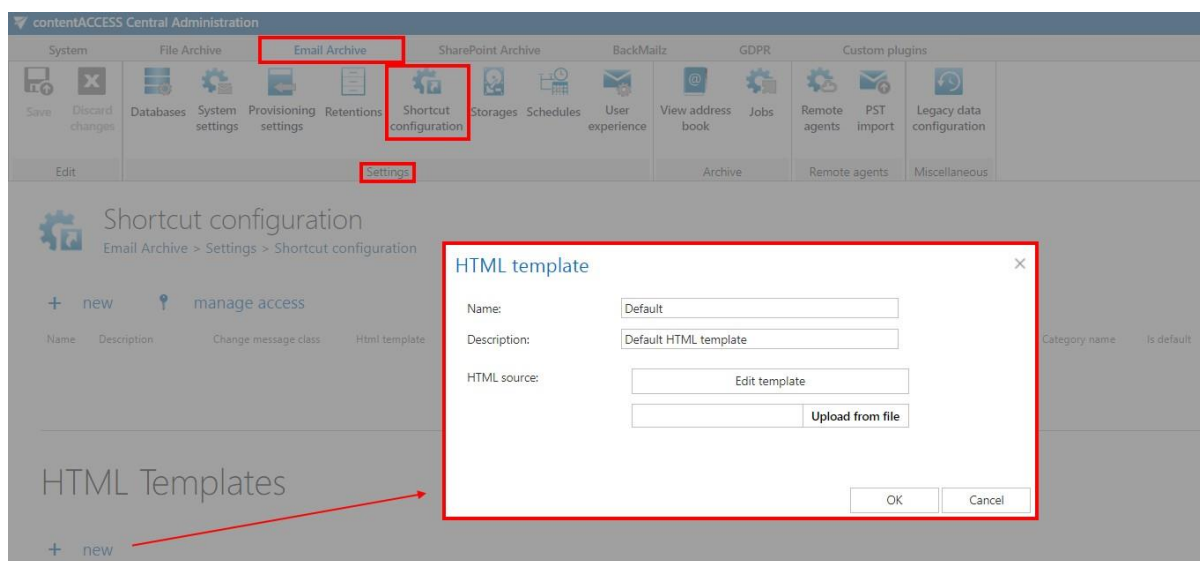 contentACCESS Central Administration
System File Archive Email Archive SharePoint Archive BackMailz GDPR Custom plugins
Save Discard changes Databases System settings Provisioning settings Retentions Shortcut configuration Storages Schedules User experience View address book Jobs Remote agents PST import Legacy data configuration
Edit Settings Archive Remote agents Miscellaneous
Shortcut configuration
Email Archive > Settings > Shortcut configuration
+ new manage access
Name Description Change message class Html template Category name Is default
HTML template
Name: Default
Description: Default HTML template
HTML source: Edit template
Upload from file
OK Cancel
HTML Templates
+ new